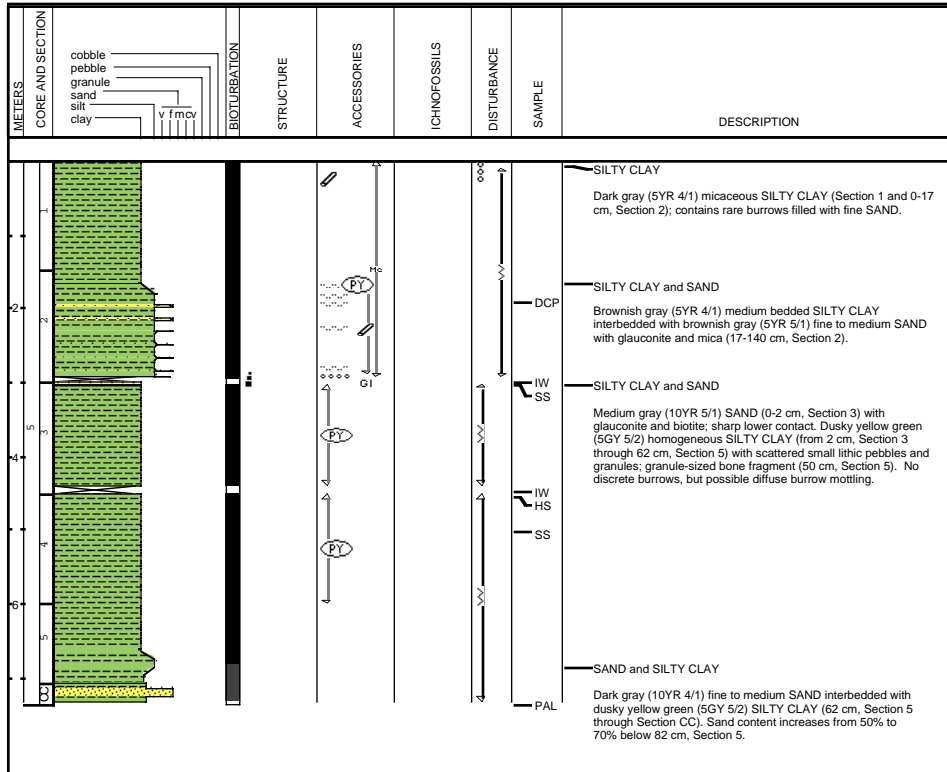 METERS
CORE AND SECTION
cobble
pebble
granule
sand
silt
clay
v f m c v
BIOTURBATION
STRUCTURE
ACCESSORIES
ICHNOFOSSILS
DISTURBANCE
SAMPLE
DESCRIPTION
SILTY CLAY
Dark gray (5YR 4/1) micaceous SILTY CLAY (Section 1 and 0-17
cm, Section 2); contains rare burrows filled with fine SAND.
1
Mc
PY
SILTY CLAY and SAND
2
2
DCP
Brownish gray (5YR 4/1) medium bedded SILTY CLAY
interbedded with brownish gray (5YR 5/1) fine to medium SAND
with glauconite and mica (17-140 cm, Section 2).
Gl
IW
SS
SILTY CLAY and SAND
Medium gray (10YR 5/1) SAND (0-2 cm, Section 3) with
glauconite and biotite; sharp lower contact. Dusky yellow green
(5GY 5/2) homogeneous SILTY CLAY (from 2 cm, Section 3
through 62 cm, Section 5) with scattered small lithic pebbles and
granules; granule-sized bone fragment (50 cm, Section 5). No
discrete burrows, but possible diffuse burrow mottling.
5
3
PY
4
IW
HS
SS
4
PY
6
5
SAND and SILTY CLAY
CC
PAL
Dark gray (10YR 4/1) fine to medium SAND interbedded with
dusky yellow green (5GY 5/2) SILTY CLAY (62 cm, Section 5
through Section CC). Sand content increases from 50% to
70% below 82 cm, Section 5.